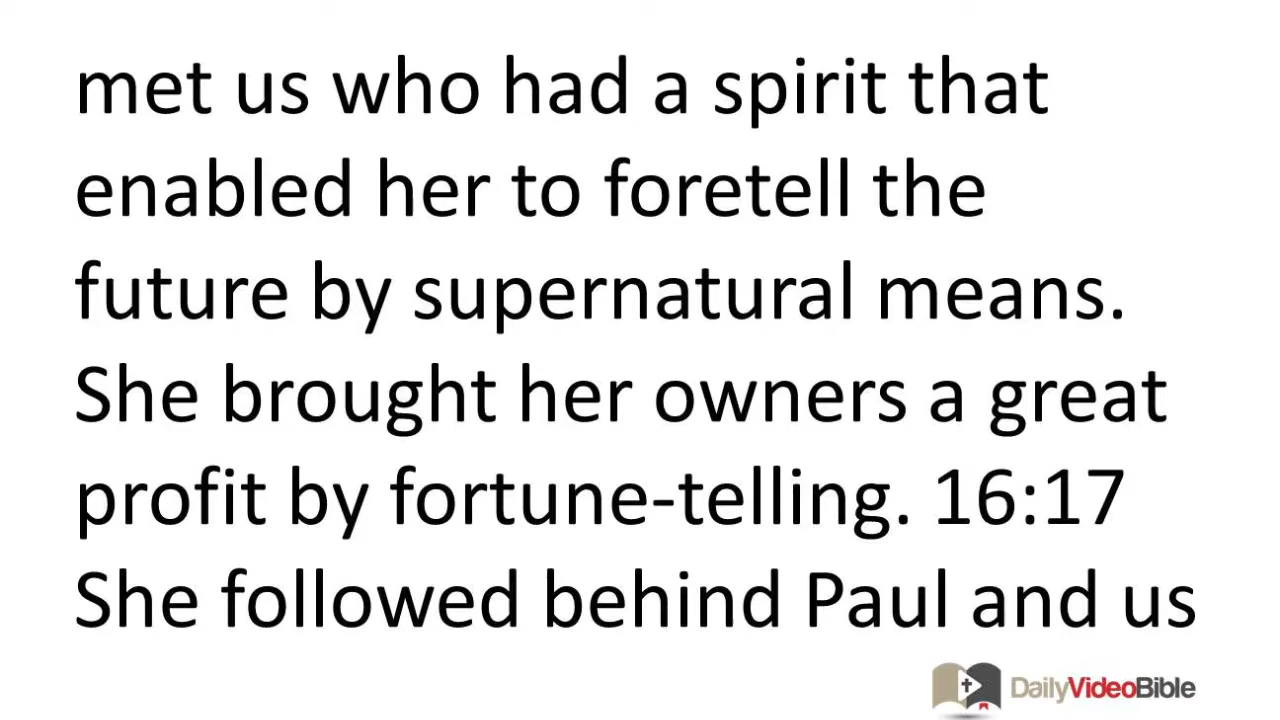 met us who had a spirit that
enabled her to foretell the
future by supernatural means.
She brought her owners a great
profit by fortune-telling. 16:17
She followed behind Paul and us
DailyVideoBible